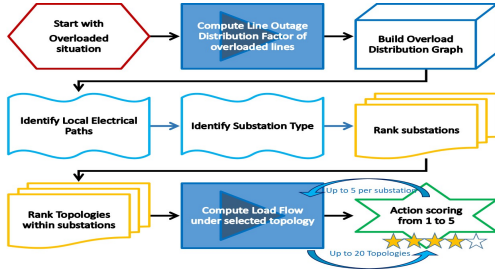 Start with
Overloaded
situation
Compute Line Outage
Distribution Factor of
overloaded lines
Build Overload
Distribution Graph
Identify Local Electrical
Paths
Identify Substation Type
Rank substations
Rank Topologies
within substations
Compute Load Flow
under selected topology
Up to 5 per substation
Action scoring
from 1 to 5
Up to 20 Topologies